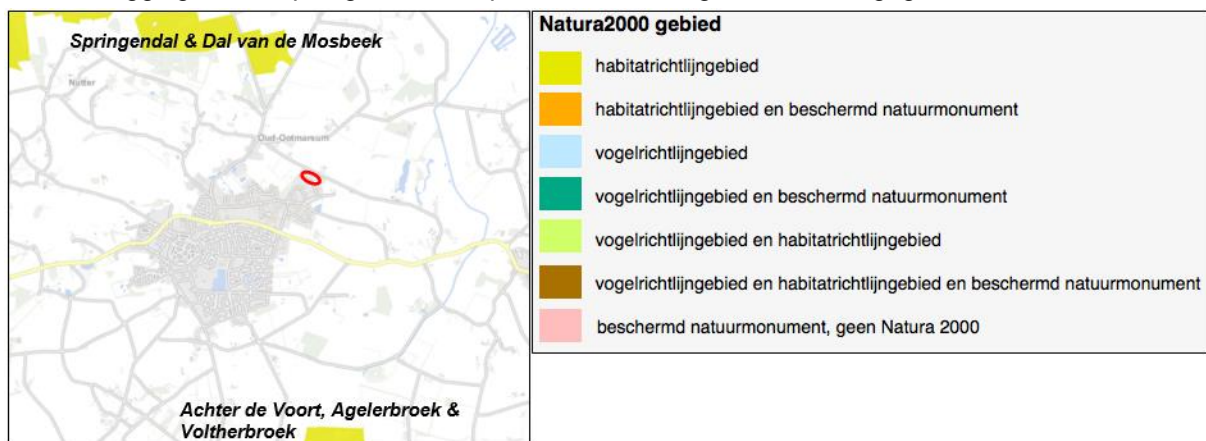 Springendal & Dal van de Mosbeek
Nutter
Oud-Ootmarsum
Achter de Voort, Agelerbroek &
Voltherbroek
Natura2000 gebied
habitatrichtlijngebied
habitatrichtlijngebied en beschermd natuurmonument
vogelrichtlijngebied
vogelrichtlijngebied en beschermd natuurmonument
vogelrichtlijngebied en habitatrichtlijngebied
vogelrichtlijngebied en habitatrichtlijngebied en beschermd natuurmonument
beschermd natuurmonument, geen Natura 2000